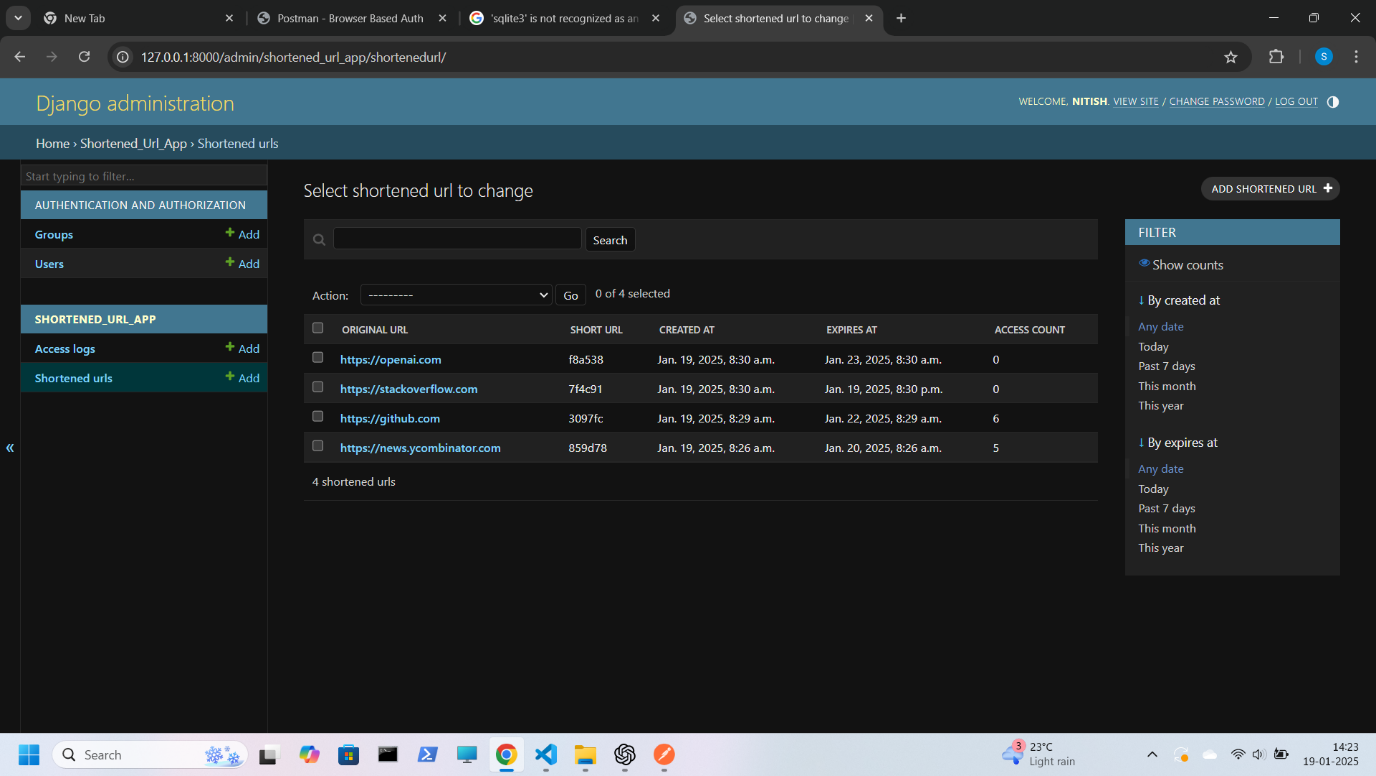 New Tab
Postman - Browser Based Auth
'sqlite3' is not recognized as an
Select shortened url to change
127.0.0.1:8000/admin/shortened_url_app/shortenedurl/
S
Django administration
WELCOME, NITISH. VIEW SITE / CHANGE PASSWORD / LOG OUT
Home › Shortened_Url_App › Shortened urls
Start typing to filter...
AUTHENTICATION AND AUTHORIZATION
Groups + Add
Users + Add
SHORTENED_URL_APP
Access logs + Add
Shortened urls + Add
«
Select shortened url to change
ADD SHORTENED URL +
Search
Action: --------- Go 0 of 4 selected
ORIGINAL URL SHORT URL CREATED AT EXPIRES AT ACCESS COUNT
https://openai.com f8a538 Jan. 19, 2025, 8:30 a.m. Jan. 23, 2025, 8:30 a.m. 0
https://stackoverflow.com 7f4c91 Jan. 19, 2025, 8:30 a.m. Jan. 19, 2025, 8:30 p.m. 0
https://github.com 3097fc Jan. 19, 2025, 8:29 a.m. Jan. 22, 2025, 8:29 a.m. 6
https://news.ycombinator.com 859d78 Jan. 19, 2025, 8:26 a.m. Jan. 20, 2025, 8:26 a.m. 5
4 shortened urls
FILTER
Show counts
↓ By created at
Any date
Today
Past 7 days
This month
This year
↓ By expires at
Any date
Today
Past 7 days
This month
This year
Search
3
23°C
Light rain
14:23
19-01-2025